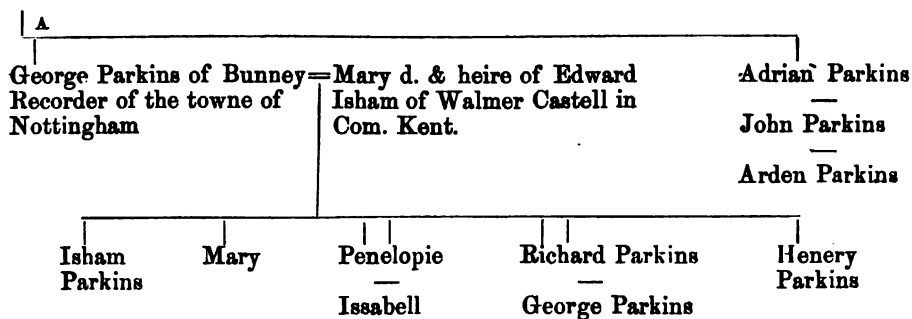 A
George Parkins of Bunney=Mary d. & heire of Edward Adrian Parkins
Recorder of the towne of Isham of Walmer Castell in
Nottingham Com. Kent. John Parkins
Arden Parkins
Isham Mary Penelopie Richard Parkins Henery
Parkins Parkins
Issabell George Parkins